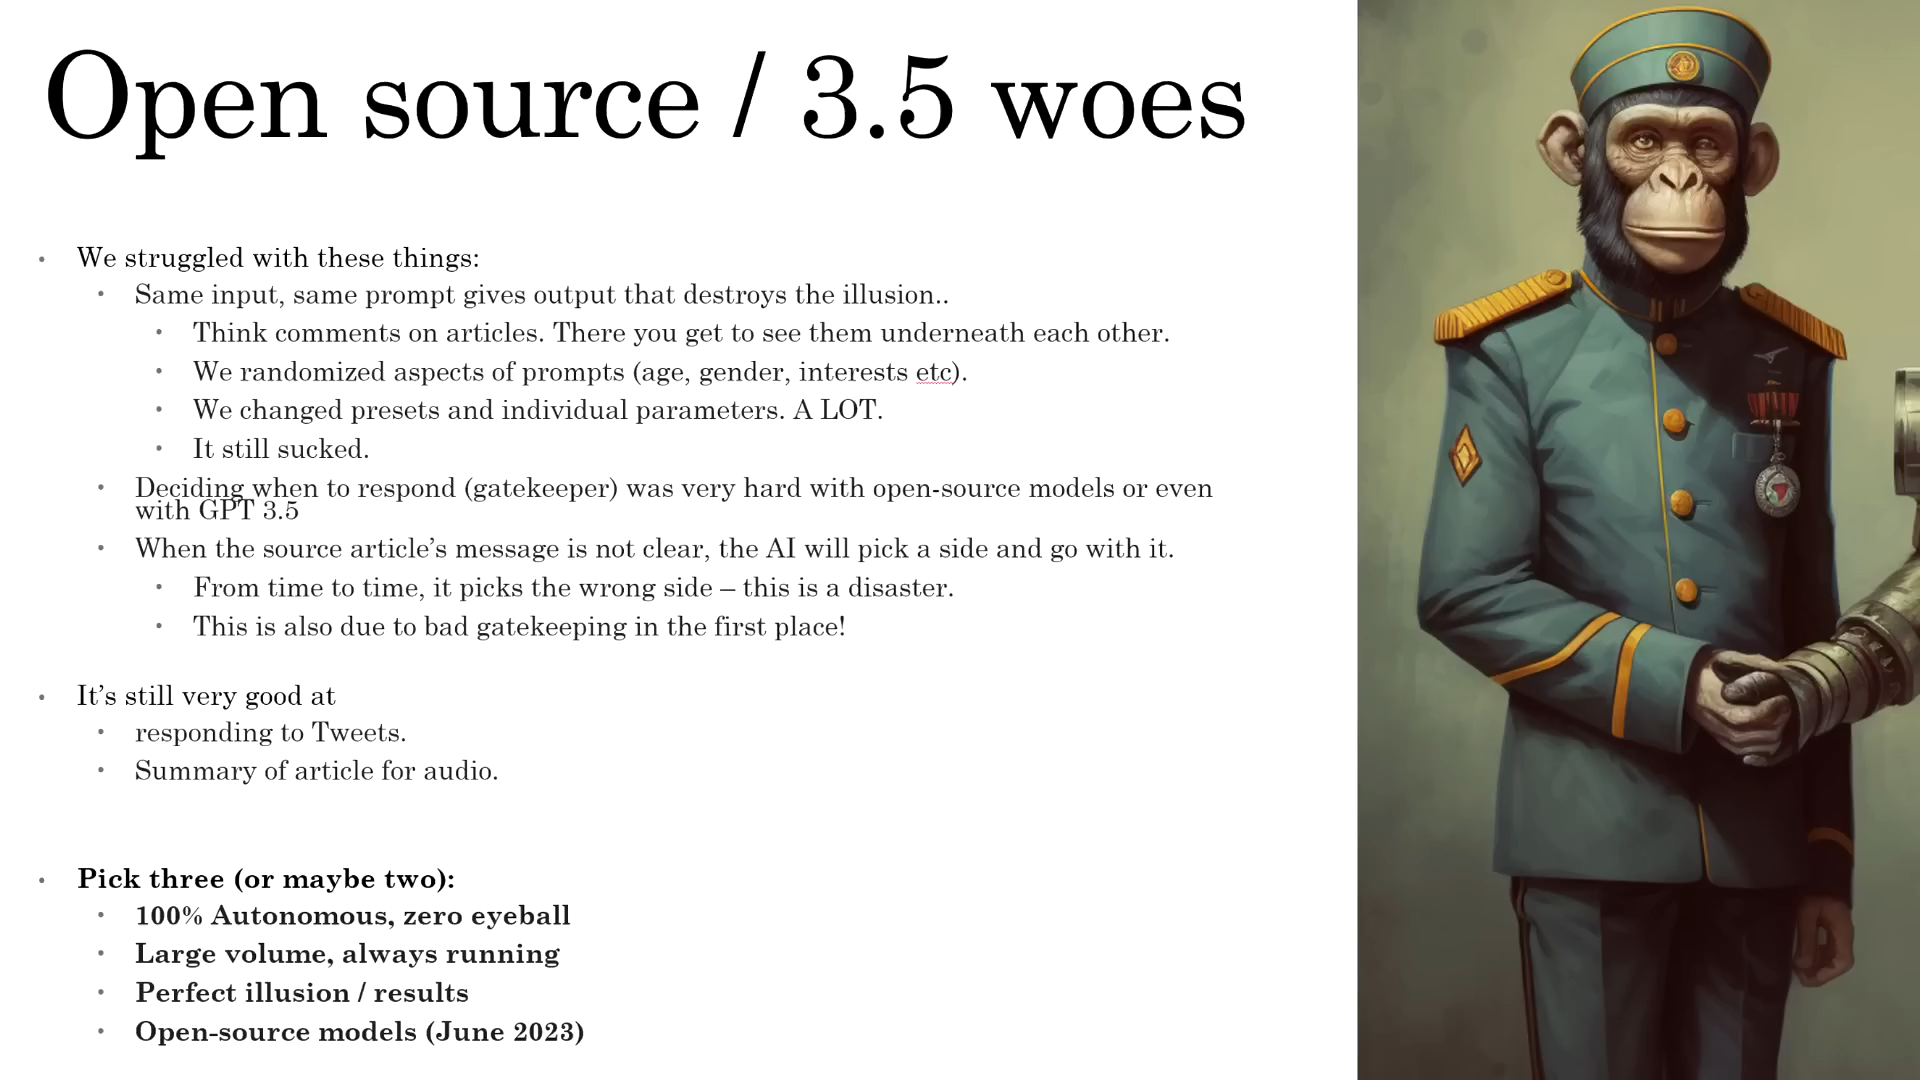 Open source / 3.5 woes
We struggled with these things:
Same input, same prompt gives output that destroys the illusion..
Think comments on articles. There you get to see them underneath each other.
We randomized aspects of prompts (age, gender, interests etc).
We changed presets and individual parameters. A LOT.
It still sucked.
Deciding when to respond (gatekeeper) was very hard with open-source models or even
with GPT 3.5
When the source article’s message is not clear, the AI will pick a side and go with it.
From time to time, it picks the wrong side – this is a disaster.
This is also due to bad gatekeeping in the first place!
It’s still very good at
responding to Tweets.
Summary of article for audio.
Pick three (or maybe two):
100% Autonomous, zero eyeball
Large volume, always running
Perfect illusion / results
Open-source models (June 2023)